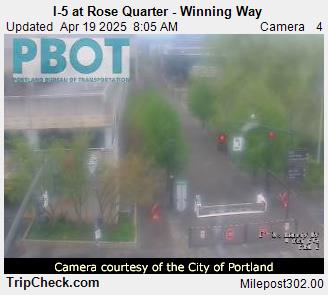 I-5 at Rose Quarter - Winning Way
Updated Apr 19 2025 8:05 AM Camera 4
PBOT
PORTLAND BUREAU OF TRANSPORTATION
Camera courtesy of the City of Portland
TripCheck.com Milepost302.00